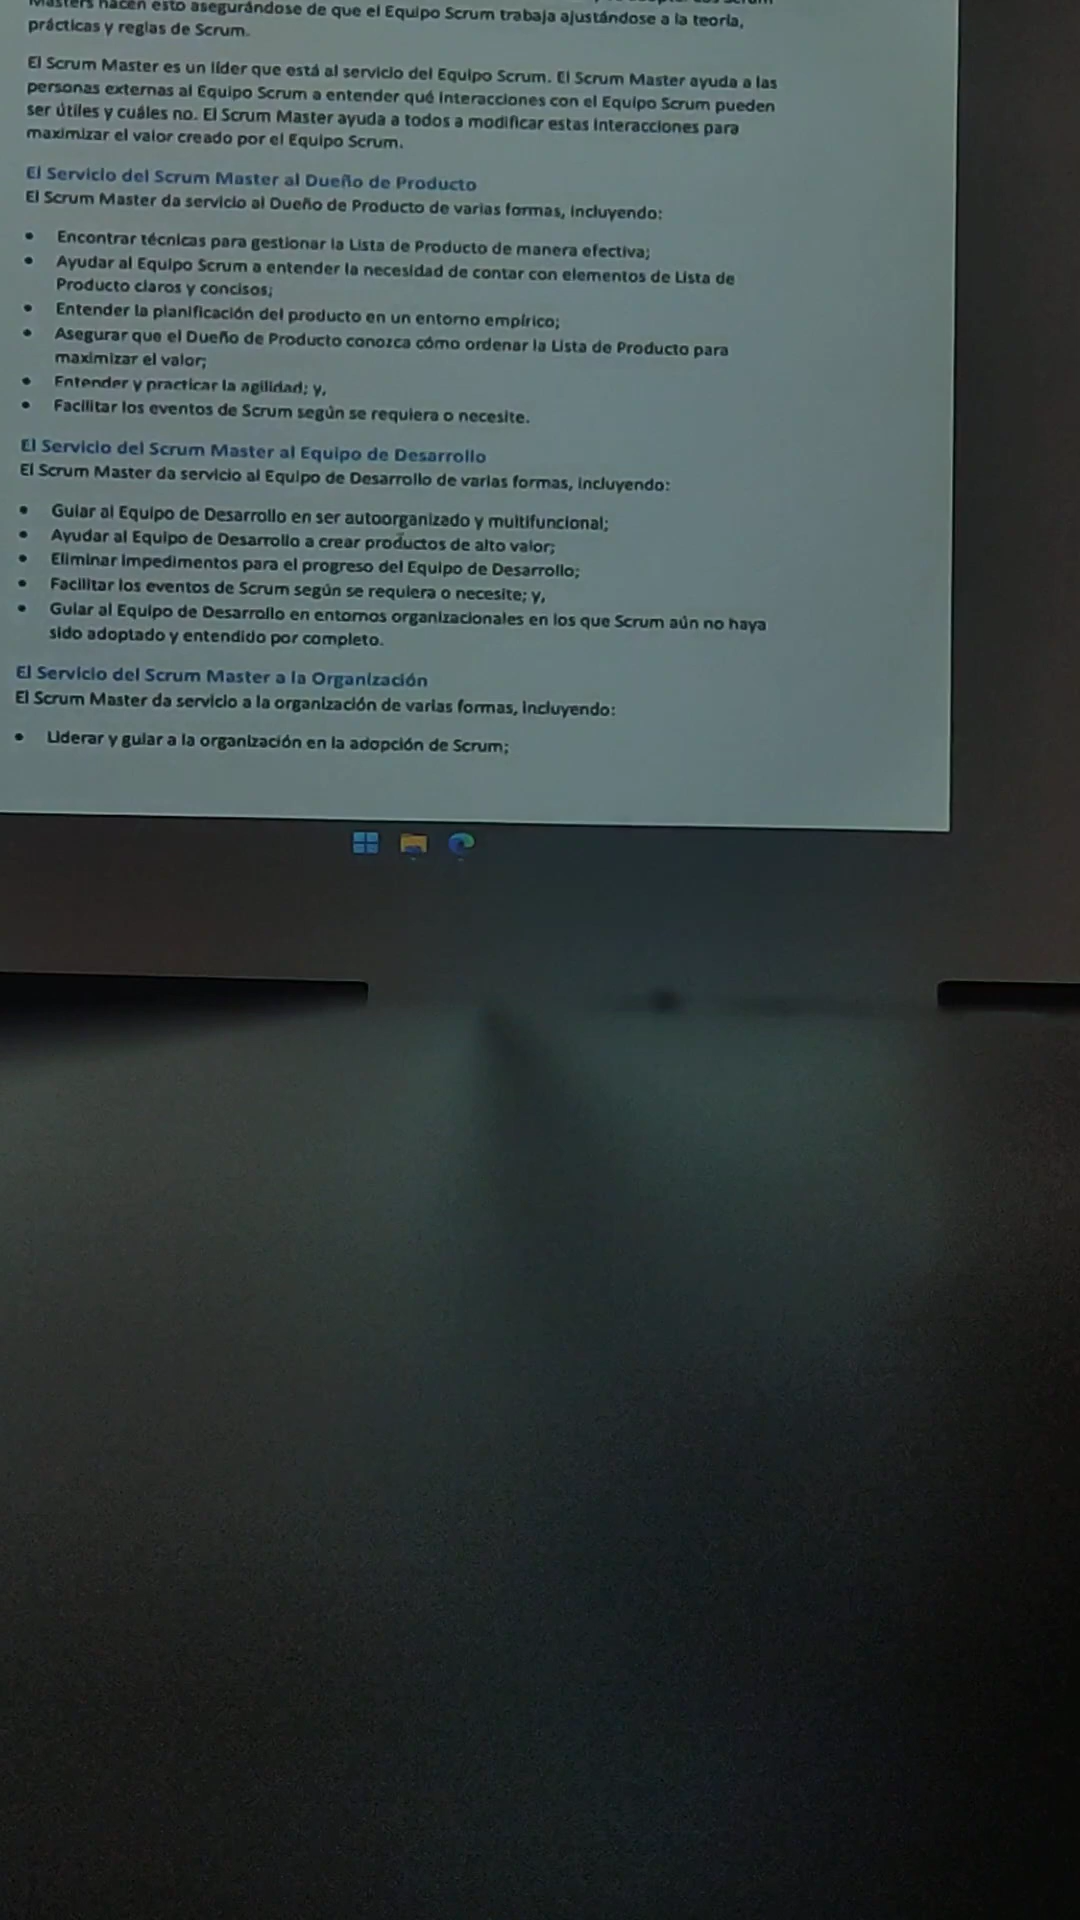 Masters hacen esto asegurándose de que el Equipo Scrum trabaja ajustándose a la teoría,
prácticas y reglas de Scrum.
El Scrum Master es un líder que está al servicio del Equipo Scrum. El Scrum Master ayuda a las
personas externas al Equipo Scrum a entender qué interacciones con el Equipo Scrum pueden
ser útiles y cuáles no. El Scrum Master ayuda a todos a modificar estas interacciones para
maximizar el valor creado por el Equipo Scrum.
El Servicio del Scrum Master al Dueño de Producto
El Scrum Master da servicio al Dueño de Producto de varias formas, incluyendo:
• Encontrar técnicas para gestionar la Lista de Producto de manera efectiva;
• Ayudar al Equipo Scrum a entender la necesidad de contar con elementos de Lista de
Producto claros y concisos;
• Entender la planificación del producto en un entorno empírico;
• Asegurar que el Dueño de Producto conozca cómo ordenar la Lista de Producto para
maximizar el valor;
• Entender y practicar la agilidad; y,
• Facilitar los eventos de Scrum según se requiera o necesite.
El Servicio del Scrum Master al Equipo de Desarrollo
El Scrum Master da servicio al Equipo de Desarrollo de varias formas, incluyendo:
• Guiar al Equipo de Desarrollo en ser autoorganizado y multifuncional;
• Ayudar al Equipo de Desarrollo a crear productos de alto valor;
• Eliminar impedimentos para el progreso del Equipo de Desarrollo;
• Facilitar los eventos de Scrum según se requiera o necesite; y,
• Guiar al Equipo de Desarrollo en entornos organizacionales en los que Scrum aún no haya
sido adoptado y entendido por completo.
El Servicio del Scrum Master a la Organización
El Scrum Master da servicio a la organización de varias formas, incluyendo:
• Liderar y guiar a la organización en la adopción de Scrum;